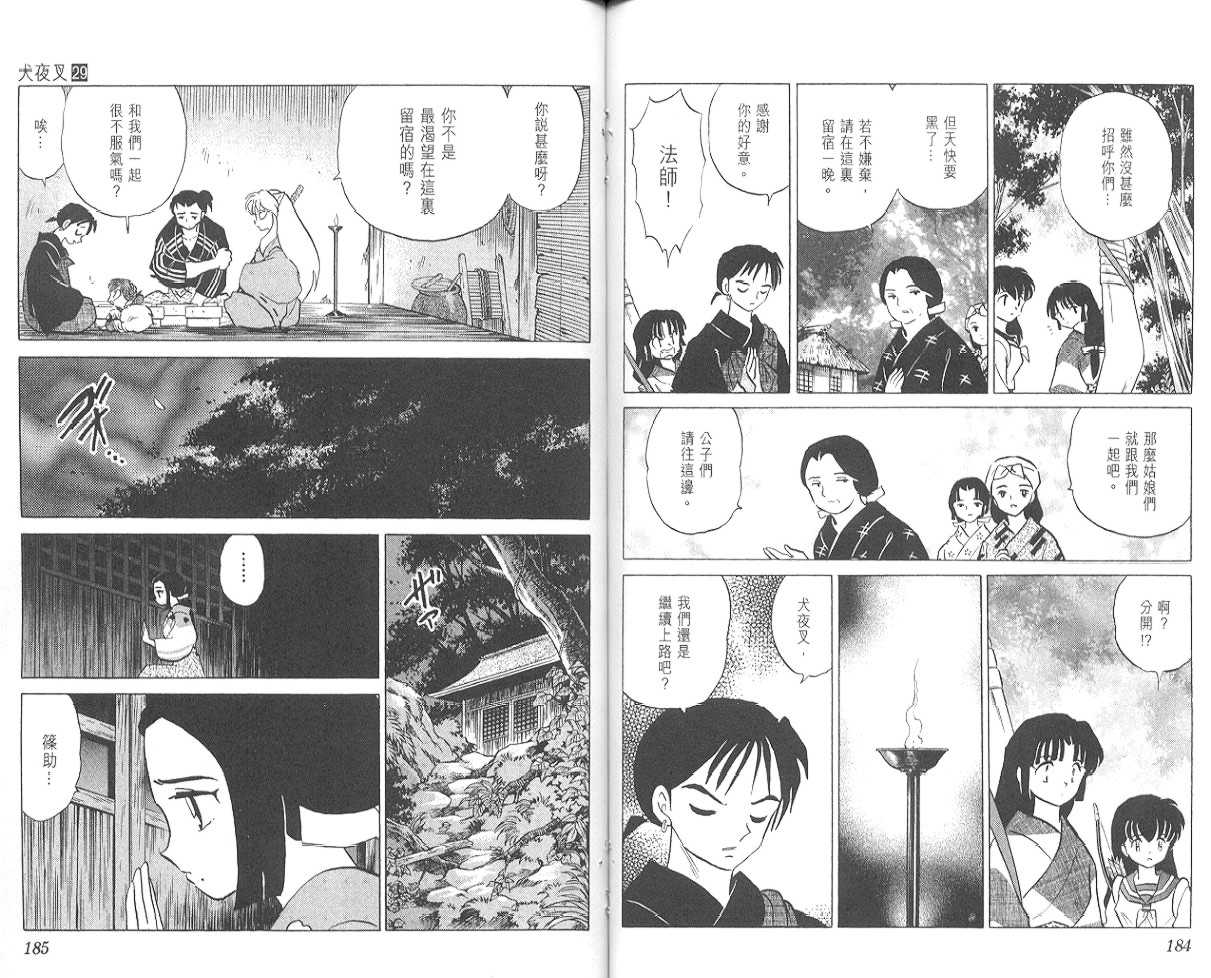 雖然沒甚麼
招呼你們…
但天快要
黑了…
若不嫌棄，
請在這裏
留宿一晚。
感謝
你的好意。
法師！
那麼姑娘們
就跟我們
一起吧。
公子們
請往這邊。
啊？
分開!?
犬夜叉，
我們還是
繼續上路吧？
184
犬夜叉 29
你說甚麼呀？
你不是
最渴望在這裏
留宿的嗎？
和我們一起
很不服氣嗎？
唉…
ザ…
ザァ
……
篠助…
185